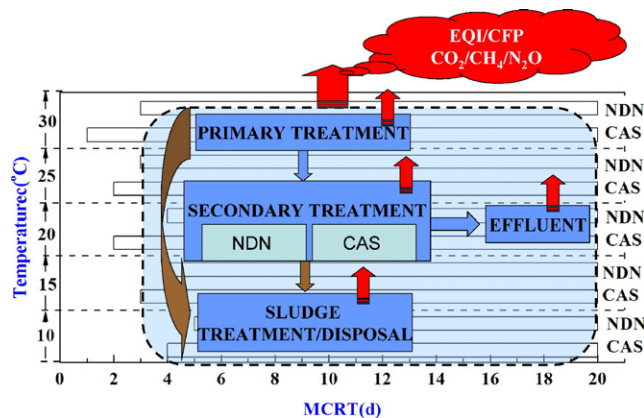 EQI/CFP
CO₂/CH₄/N₂O
Temperaturec(°C)
30
25
20
15
10
NDN
CAS
NDN
CAS
NDN
CAS
NDN
CAS
NDN
CAS
PRIMARY TREATMENT
SECONDARY TREATMENT
NDN
CAS
EFFLUENT
SLUDGE
TREATMENT/DISPOSAL
0 2 4 6 8 10 12 14 16 18 20
MCRT(d)